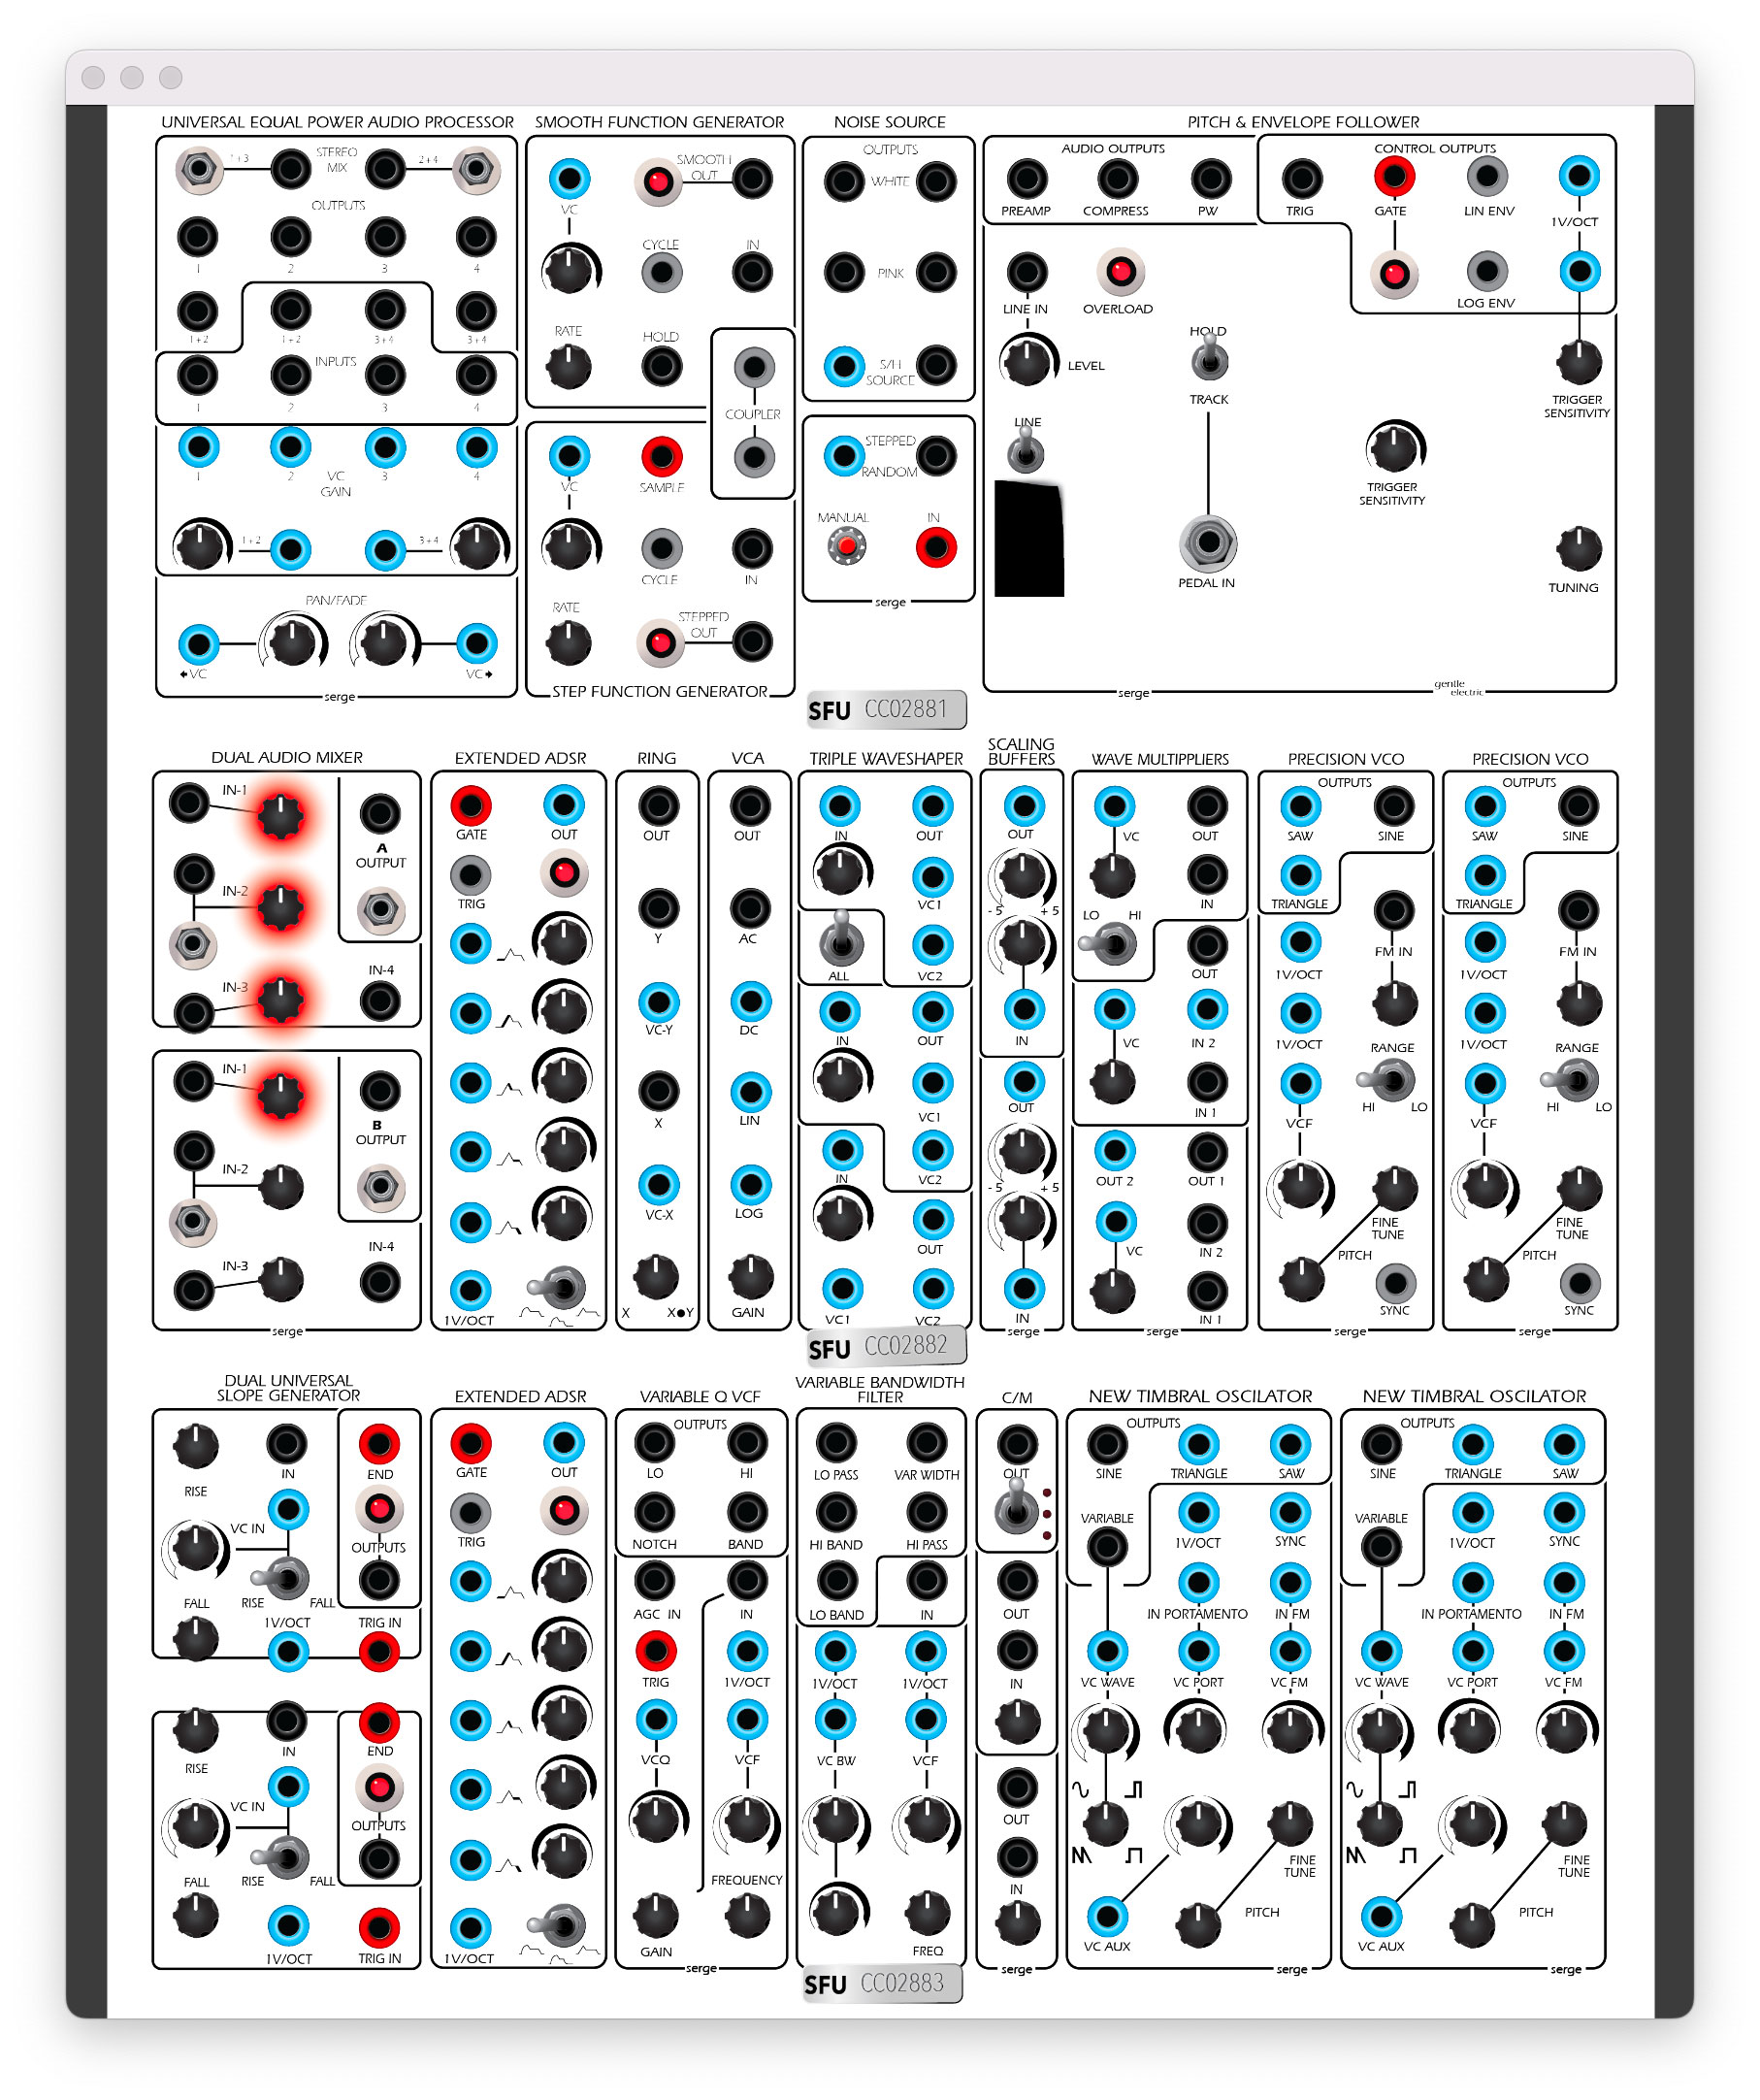 UNIVERSAL EQUAL POWER AUDIO PROCESSOR
1 + 3
STEREO
MIX
2 + 4
OUTPUTS
1 2 3 4
1+2 1+2 3+4 3+4
INPUTS
1 2 3 4
1 2 3 4
VC
GAIN
1+2 3+4
PAN/FADE
VC VC
serge
SMOOTH FUNCTION GENERATOR
SMOOTH
OUT
VC
CYCLE IN
RATE HOLD
COUPLER
VC SAMPLE
CYCLE IN
RATE
STEPPED
OUT
STEP FUNCTION GENERATOR
NOISE SOURCE
OUTPUTS
WHITE
PINK
S/H
SOURCE
STEPPED
RANDOM
MANUAL IN
serge
PITCH & ENVELOPE FOLLOWER
AUDIO OUTPUTS
PREAMP COMPRESS PW
CONTROL OUTPUTS
TRIG GATE LIN ENV 1V/OCT
LINE IN OVERLOAD LOG ENV
LEVEL
HOLD
TRACK
TRIGGER
SENSITIVITY
LINE
TRIGGER
SENSITIVITY
PEDAL IN
TUNING
serge
gentle
electric
SFU CC02881
DUAL AUDIO MIXER
IN-1
A
OUTPUT
IN-2
IN-3
IN-4
IN-1
B
OUTPUT
IN-2
IN-3
IN-4
serge
EXTENDED ADSR
GATE OUT
TRIG
1V/OCT
RING
OUT
Y
VC-Y
X
VC-X
X X●Y
VCA
OUT
AC
DC
LIN
LOG
GAIN
TRIPLE WAVESHAPER
IN OUT
VC1
ALL VC2
IN OUT
VC1
IN VC2
OUT
VC1 VC2
SCALING
BUFFERS
OUT
- 5 + 5
IN
OUT
- 5 + 5
IN
serge
WAVE MULTIPPLIERS
VC OUT
IN
LO HI
OUT
VC IN 2
IN 1
OUT 2 OUT 1
VC IN 2
IN 1
serge
PRECISION VCO
OUTPUTS
SAW SINE
TRIANGLE
FM IN
1V/OCT
1V/OCT
RANGE
HI LO
VCF
FINE
TUNE
PITCH
SYNC
serge
PRECISION VCO
OUTPUTS
SAW SINE
TRIANGLE
FM IN
1V/OCT
1V/OCT
RANGE
HI LO
VCF
FINE
TUNE
PITCH
SYNC
serge
SFU CC02882
DUAL UNIVERSAL
SLOPE GENERATOR
RISE IN END
VC IN
OUTPUTS
FALL RISE FALL
1V/OCT TRIG IN
RISE IN END
VC IN
OUTPUTS
FALL RISE FALL
1V/OCT TRIG IN
EXTENDED ADSR
GATE OUT
TRIG
1V/OCT
VARIABLE Q VCF
OUTPUTS
LO HI
NOTCH BAND
AGC IN IN
TRIG 1V/OCT
VCQ VCF
FREQUENCY
GAIN
serge
VARIABLE BANDWIDTH
FILTER
LO PASS VAR WIDTH
HI BAND HI PASS
LO BAND IN
1V/OCT 1V/OCT
VC BW VCF
FREQ
C/M
OUT
OUT
IN
OUT
IN
serge
NEW TIMBRAL OSCILATOR
OUTPUTS
SINE TRIANGLE SAW
VARIABLE
1V/OCT SYNC
IN PORTAMENTO IN FM
VC WAVE VC PORT VC FM
FINE
TUNE
PITCH
VC AUX
serge
NEW TIMBRAL OSCILATOR
OUTPUTS
SINE TRIANGLE SAW
VARIABLE
1V/OCT SYNC
IN PORTAMENTO IN FM
VC WAVE VC PORT VC FM
FINE
TUNE
PITCH
VC AUX
serge
SFU CC02883